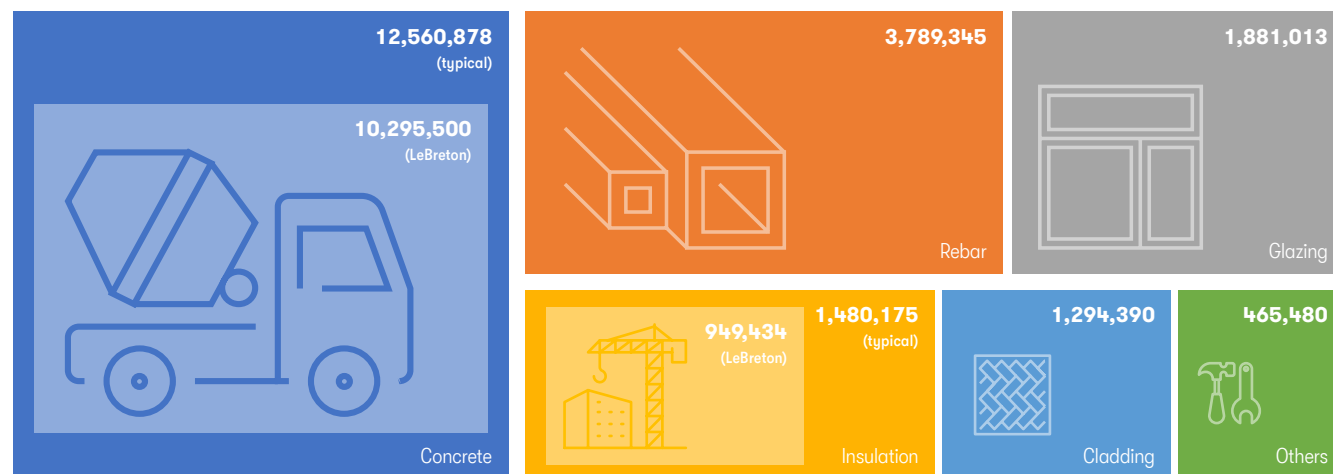 12,560,878
(typical)
10,295,500
(LeBreton)
Concrete
3,789,345
Rebar
1,881,013
Glazing
949,434
(LeBreton)
1,480,175
(typical)
Insulation
1,294,390
Cladding
465,480
Others